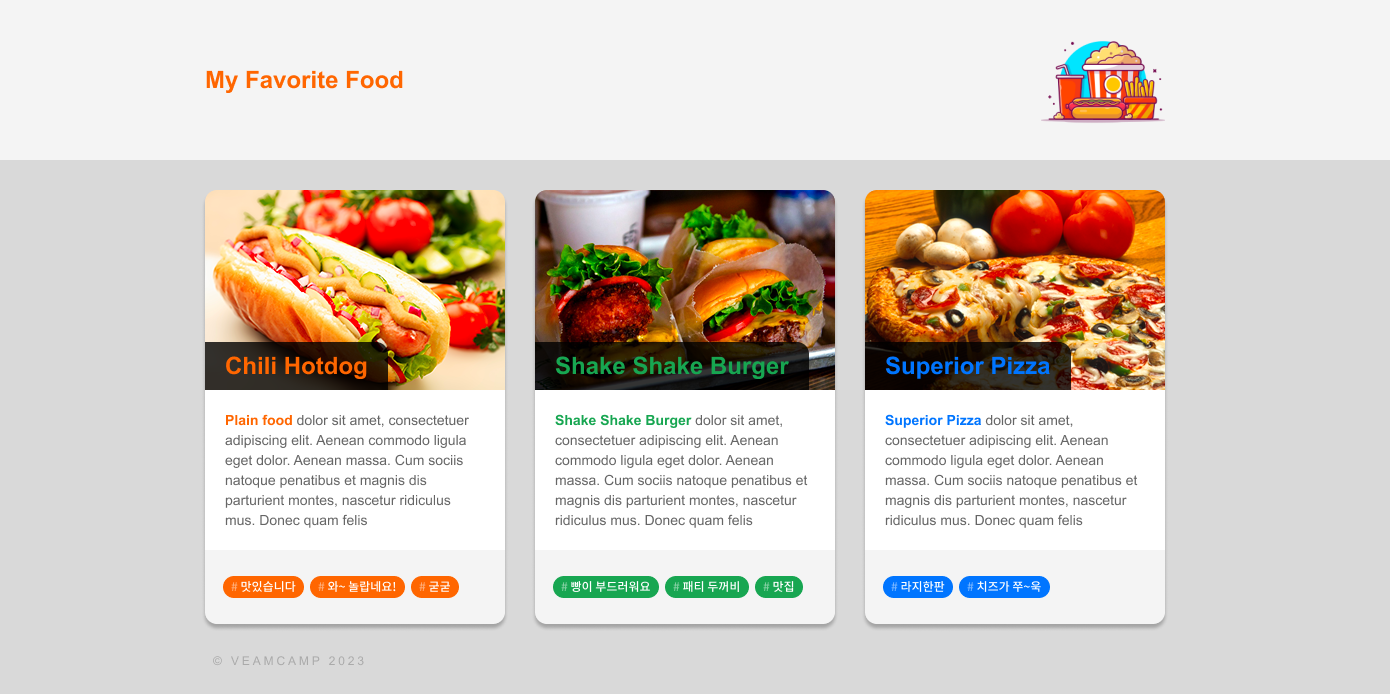 My Favorite Food
Chili Hotdog
Plain food dolor sit amet, consectetuer
adipiscing elit. Aenean commodo ligula
eget dolor. Aenean massa. Cum sociis
natoque penatibus et magnis dis
parturient montes, nascetur ridiculus
mus. Donec quam felis
# 맛있습니다 # 와~ 놀랍네요! # 굳굳
Shake Shake Burger
Shake Shake Burger dolor sit amet,
consectetuer adipiscing elit. Aenean
commodo ligula eget dolor. Aenean
massa. Cum sociis natoque penatibus et
magnis dis parturient montes, nascetur
ridiculus mus. Donec quam felis
# 빵이 부드러워요 # 패티 두꺼비 # 맛집
Superior Pizza
Superior Pizza dolor sit amet,
consectetuer adipiscing elit. Aenean
commodo ligula eget dolor. Aenean
massa. Cum sociis natoque penatibus et
magnis dis parturient montes, nascetur
ridiculus mus. Donec quam felis
# 라지한판 # 치즈가 쭈~욱
© VEAMCAMP 2023